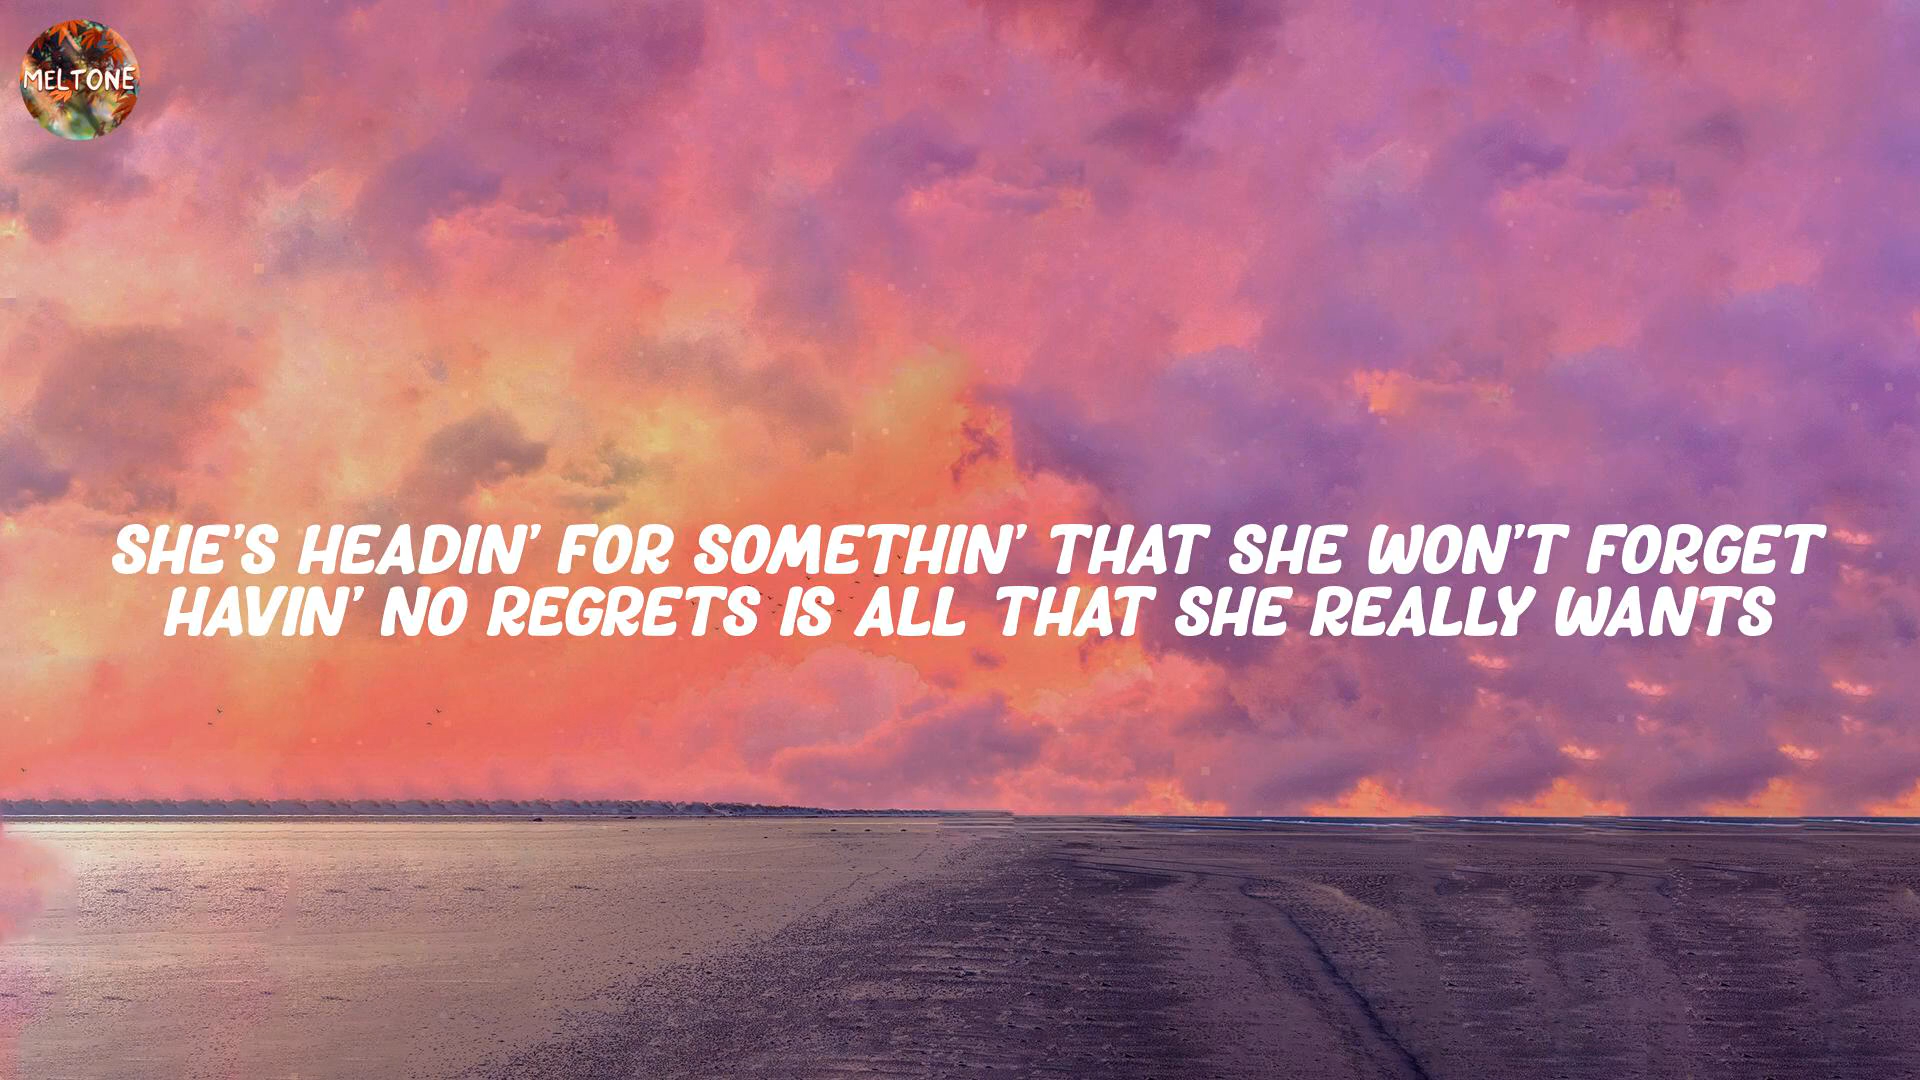 MELTONE
SHE'S HEADIN' FOR SOMETHIN' THAT SHE WON'T FORGET
HAVIN' NO REGRETS IS ALL THAT SHE REALLY WANTS